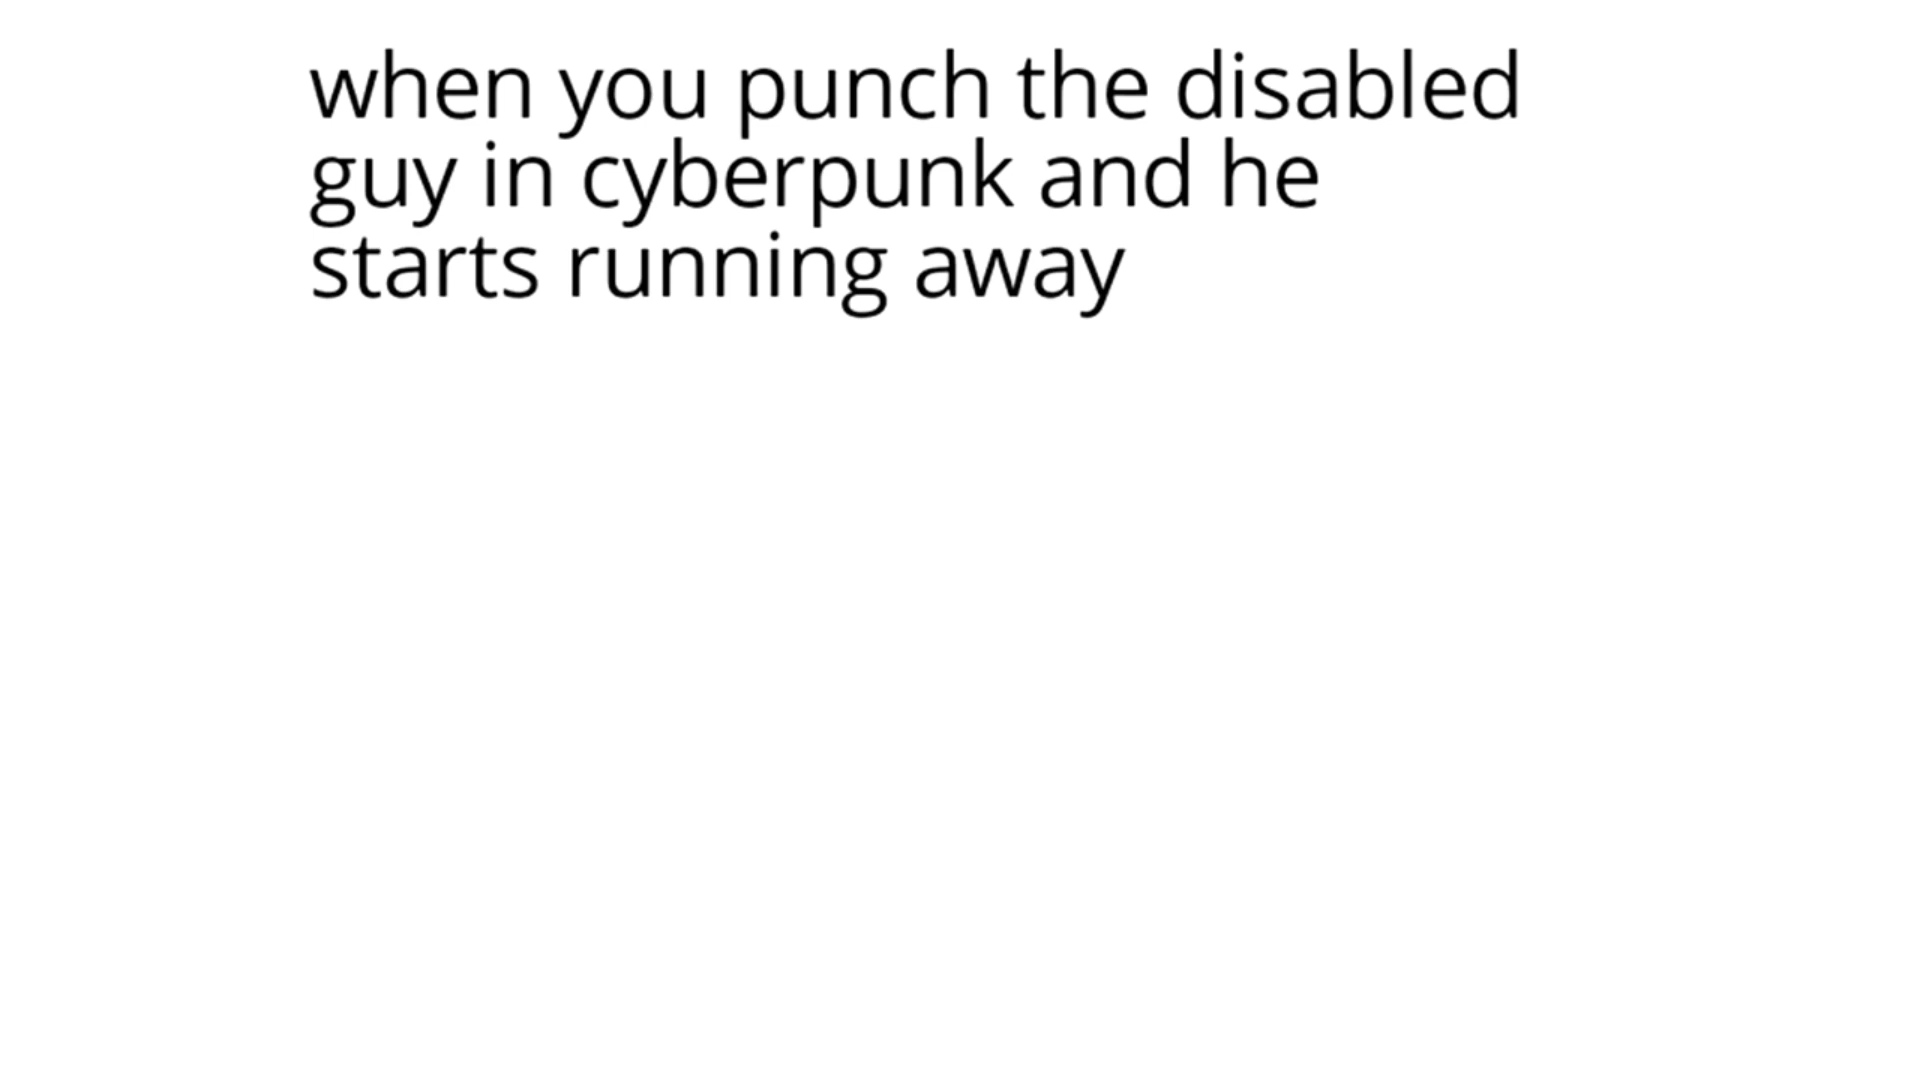 when you punch the disabled
guy in cyberpunk and he
starts running away